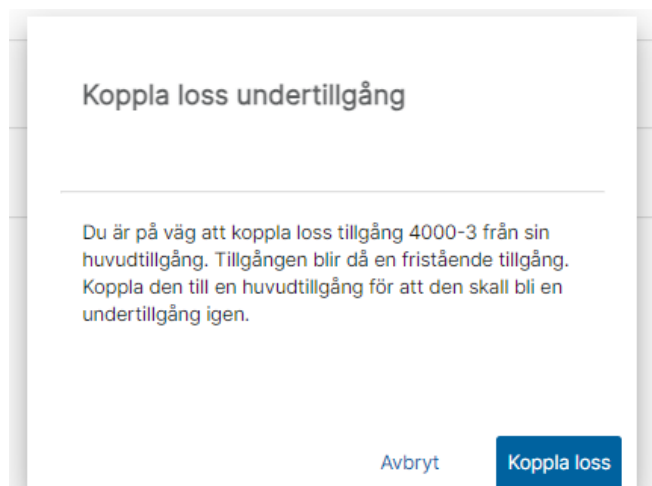 Koppla loss undertillgång
Du är på väg att koppla loss tillgång 4000-3 från sin
huvudtillgång. Tillgången blir då en fristående tillgång.
Koppla den till en huvudtillgång för att den skall bli en
undertillgång igen.
Avbryt Koppla loss